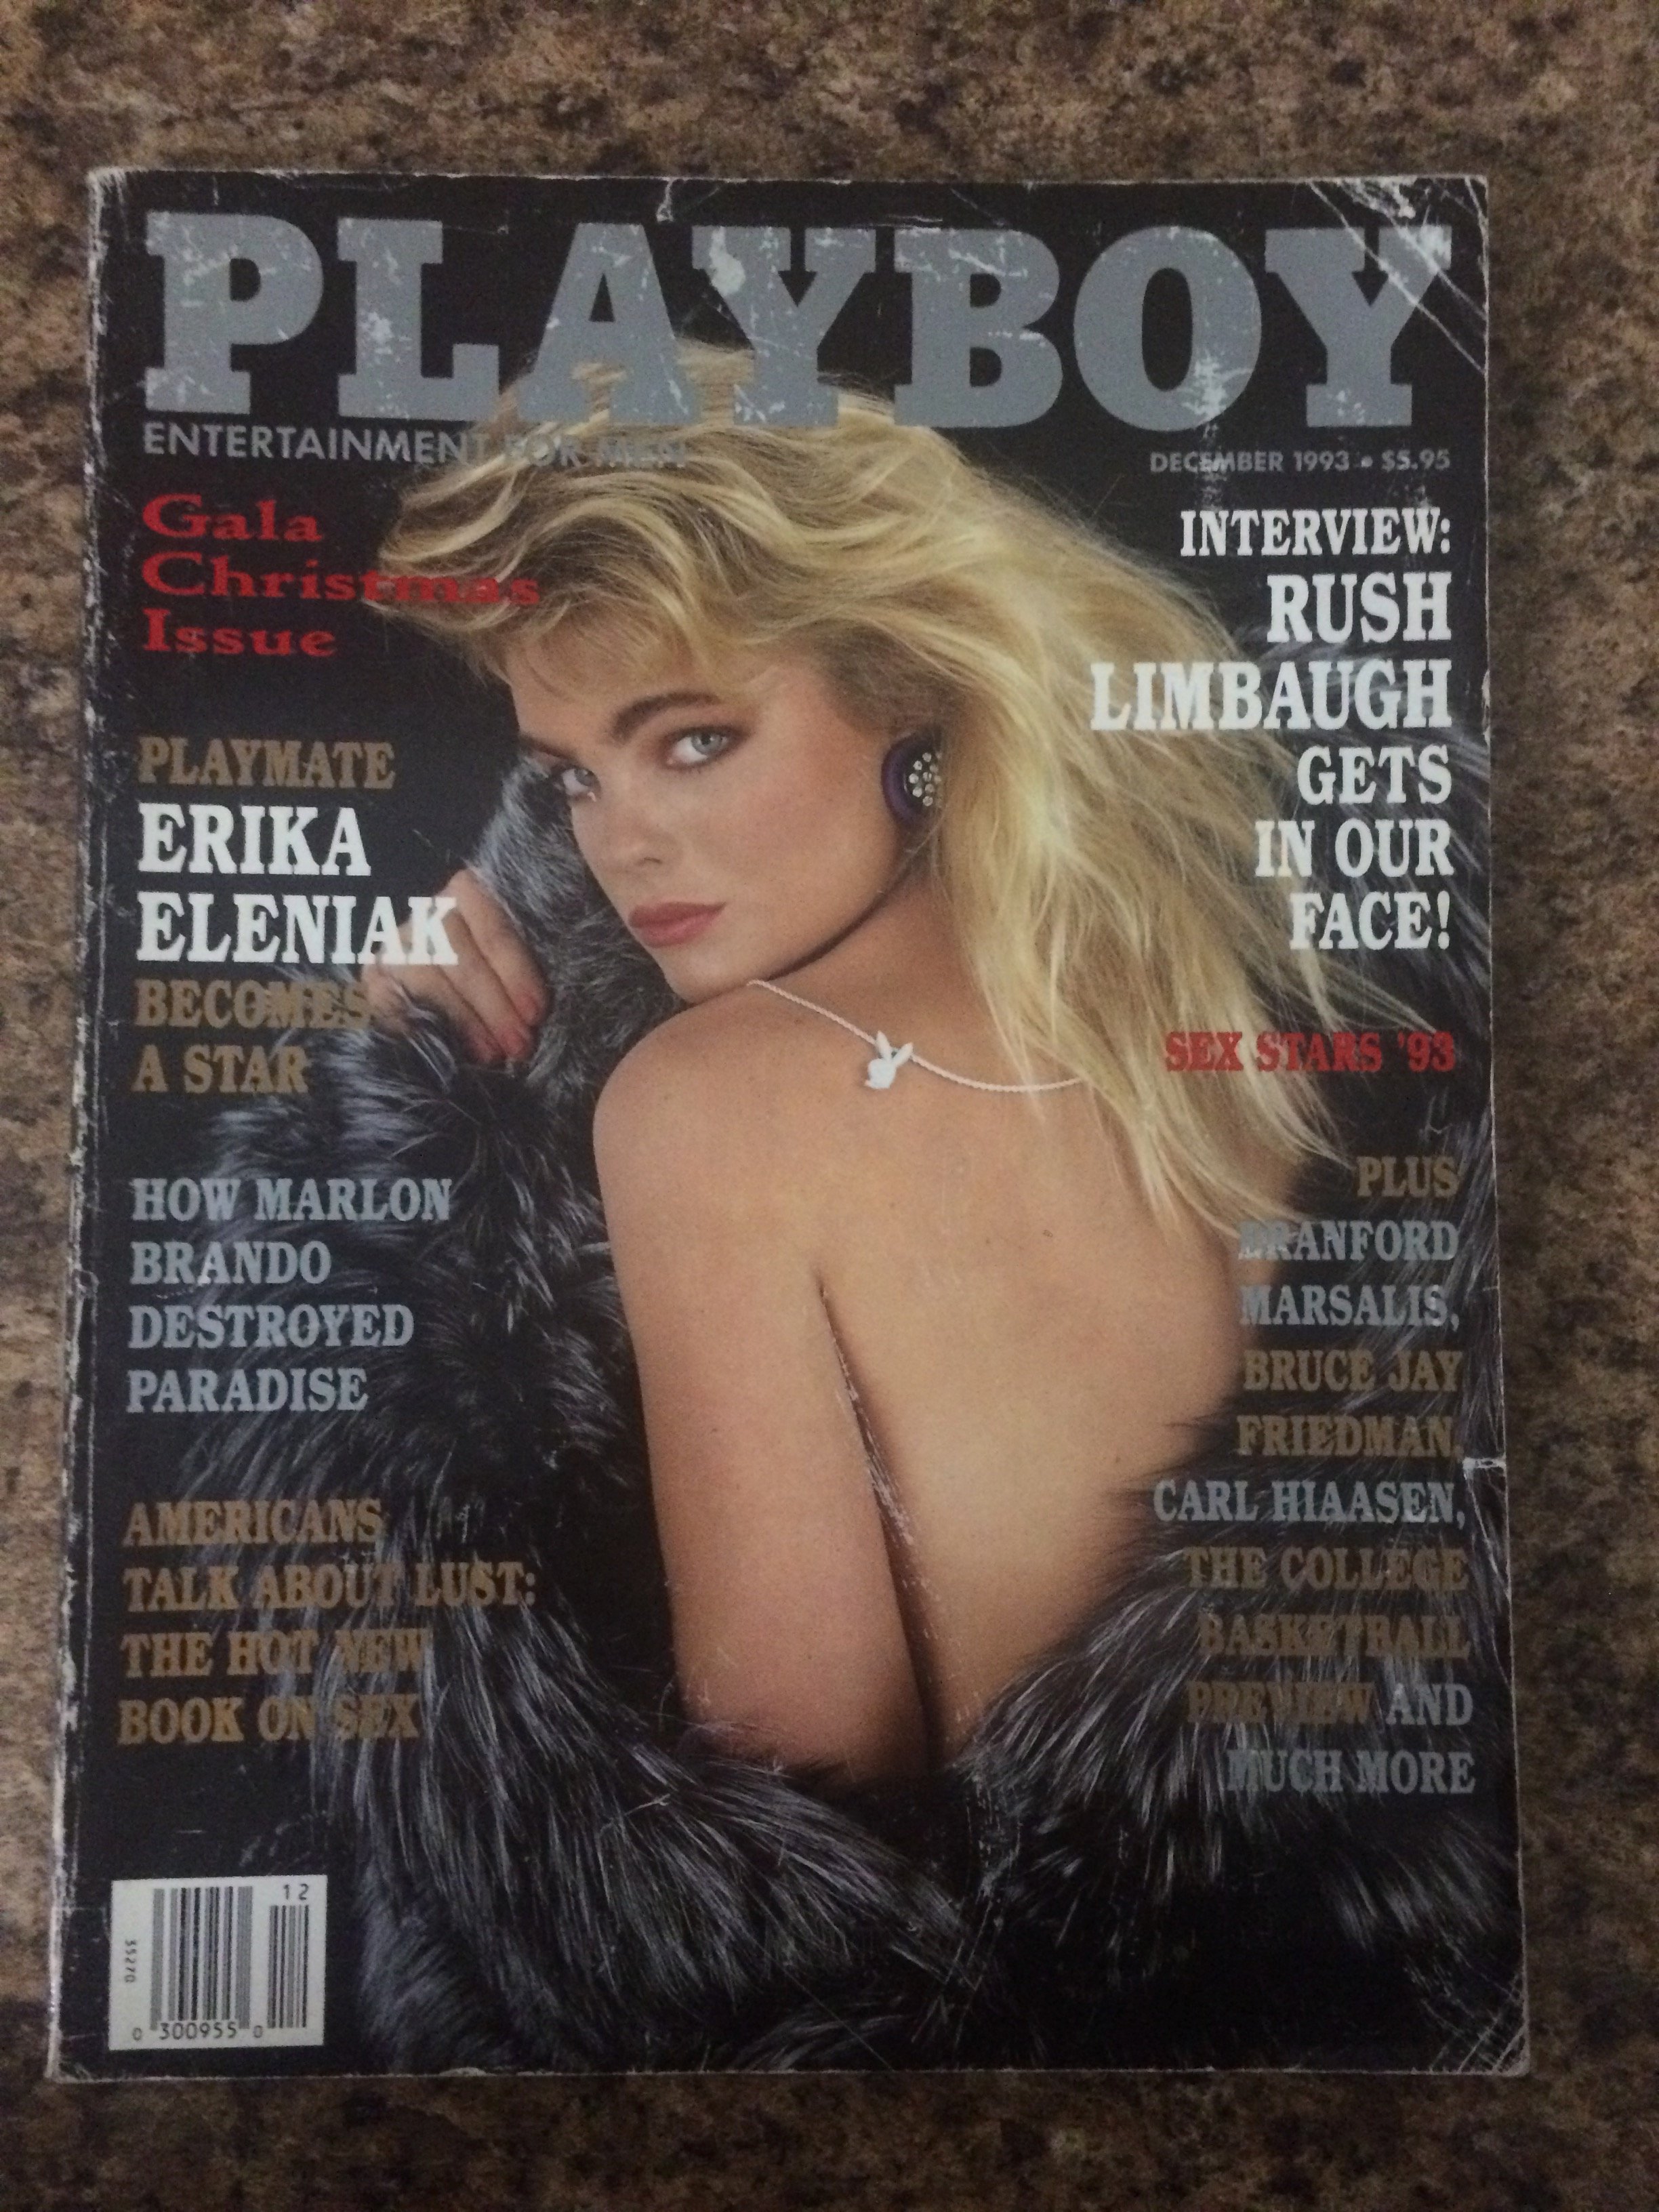 PLAYBOY
ENTERTAINMENT FOR MEN
DECEMBER 1993 • $5.95
Gala
Christmas
Issue
PLAYMATE
ERIKA
ELENIAK
BECOMES
A STAR
HOW MARLON
BRANDO
DESTROYED
PARADISE
AMERICANS
TALK ABOUT LUST:
THE HOT NEW
BOOK ON SEX
INTERVIEW:
RUSH
LIMBAUGH
GETS
IN OUR
FACE!
SEX STARS '93
PLUS
BRANFORD
MARSALIS,
BRUCE JAY
FRIEDMAN,
CARL HIAASEN,
THE COLLEGE
BASKETBALL
PREVIEW AND
MUCH MORE
12
35270
0 300955 0